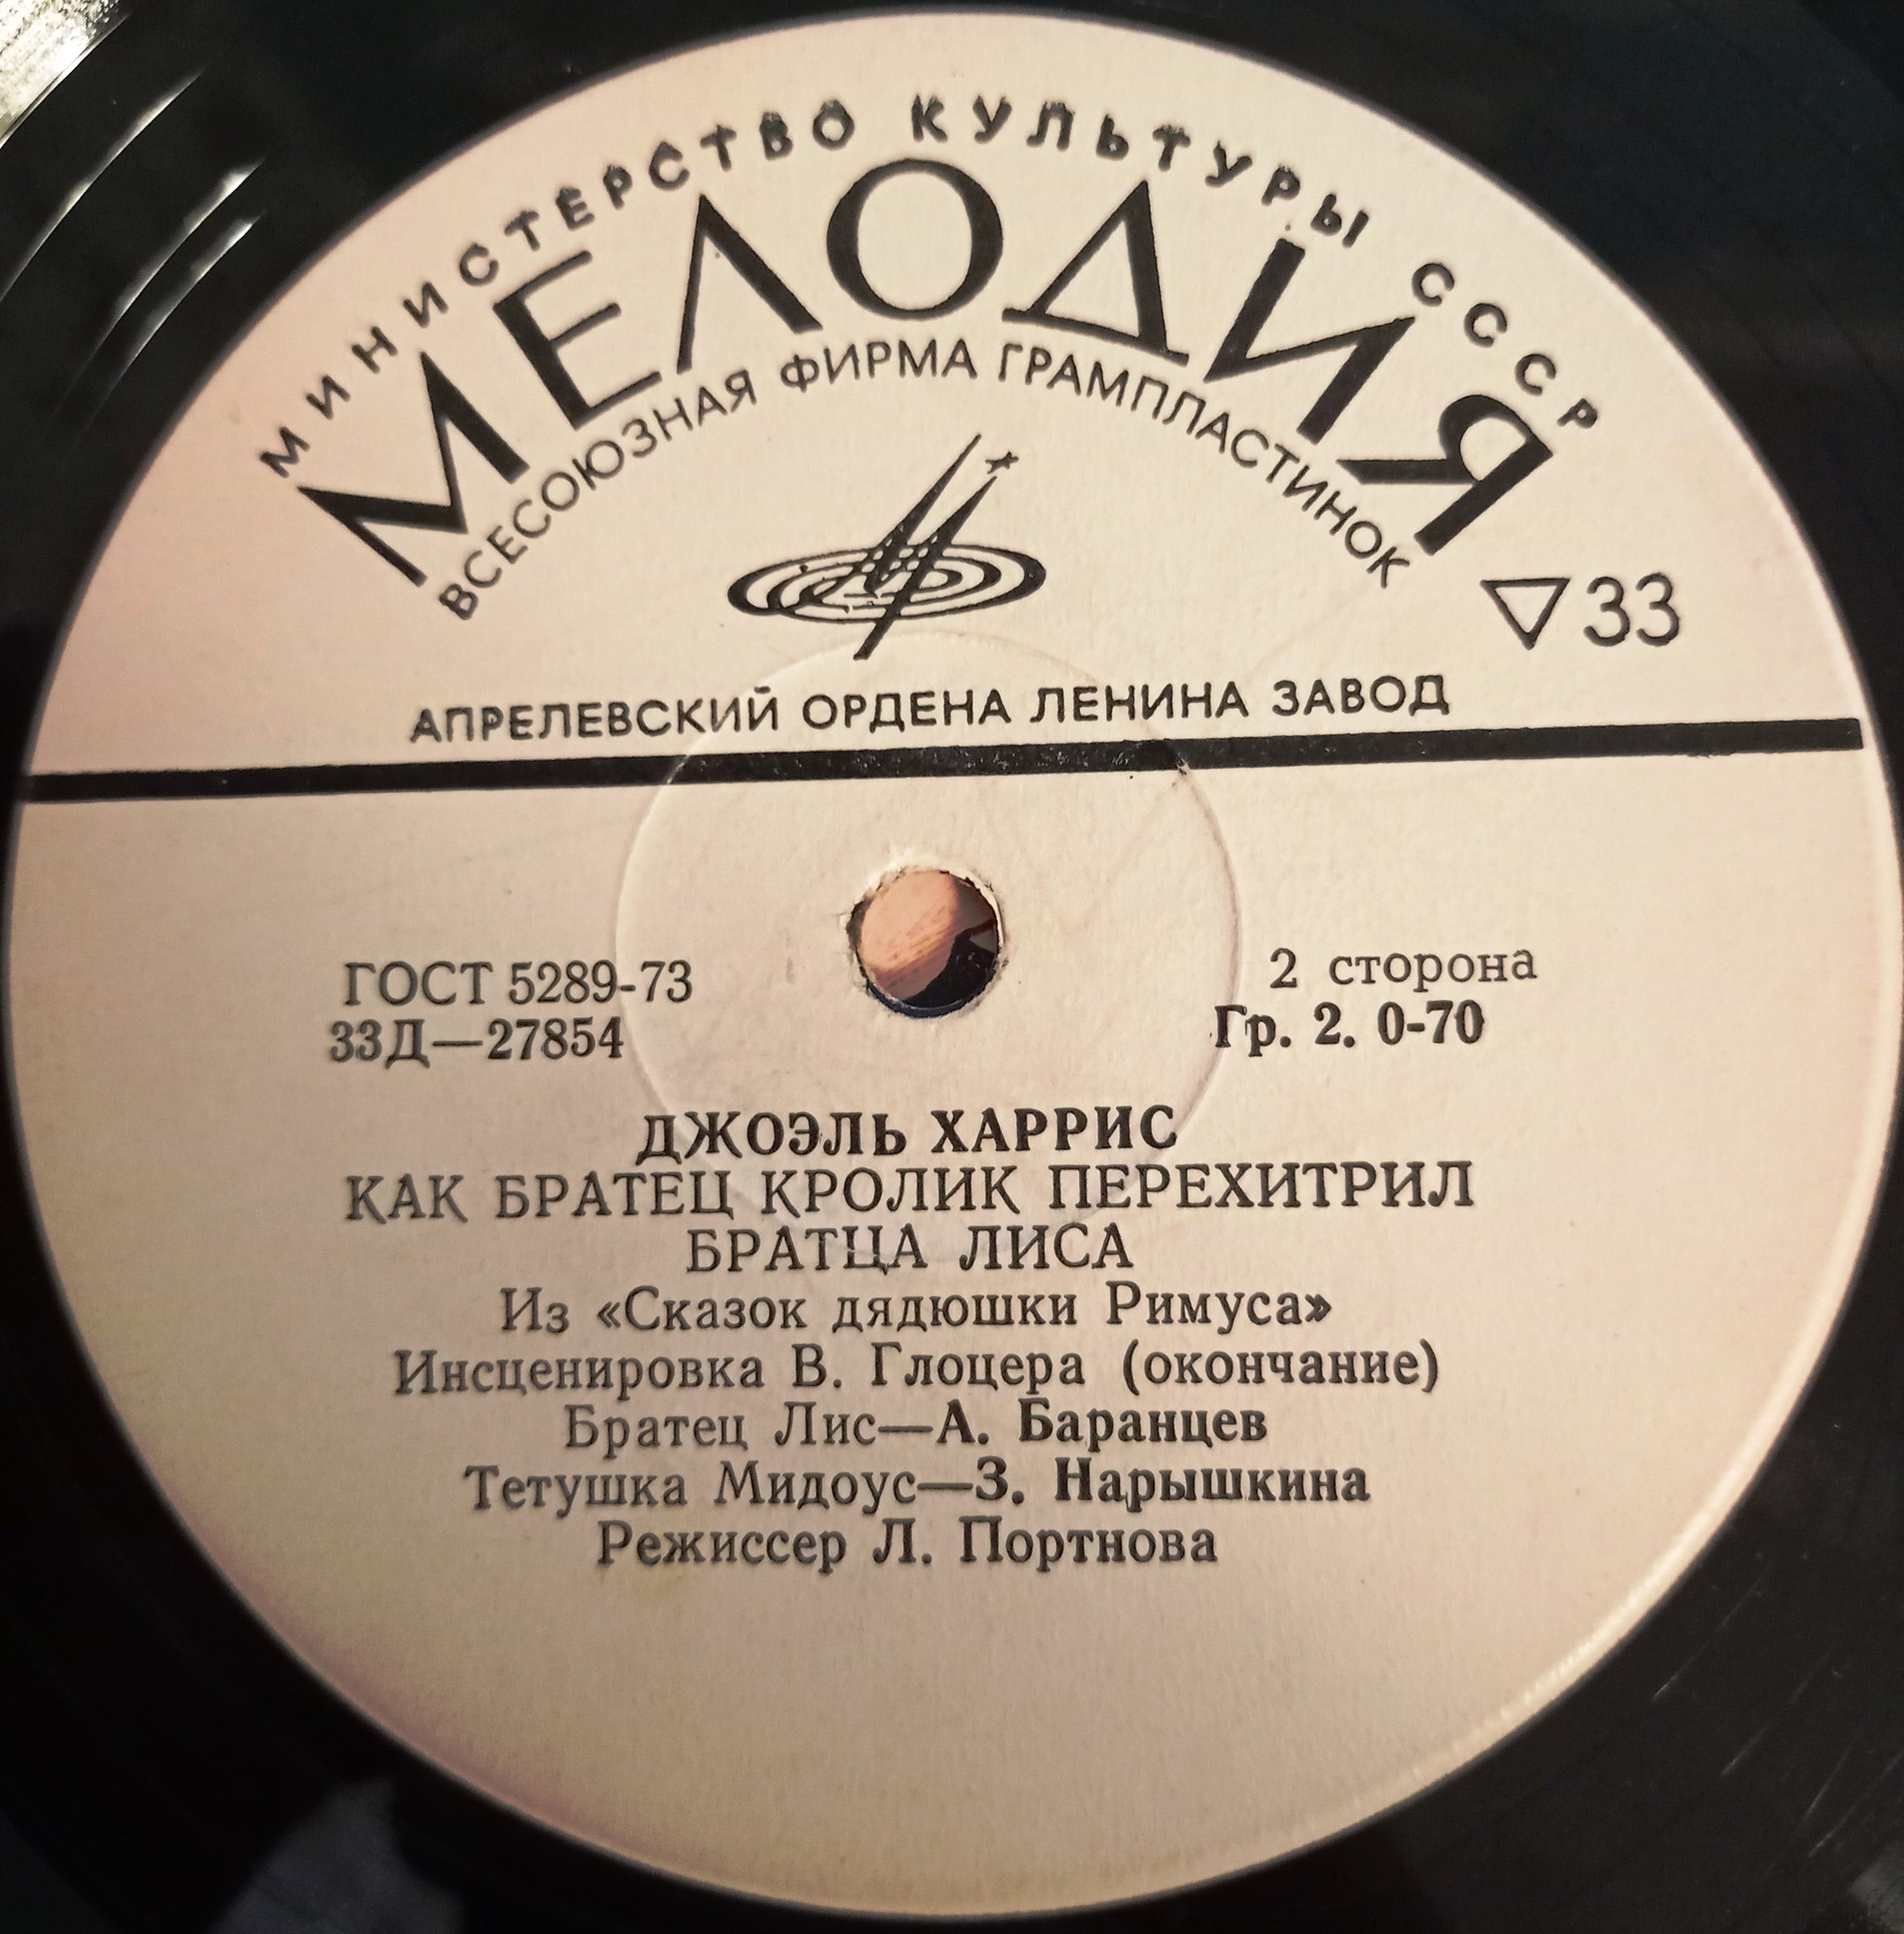 МИНИСТЕРСТВО КУЛЬТУРЫ СССР
МЕЛОДИЯ
ВСЕСОЮЗНАЯ ФИРМА ГРАМПЛАСТИНОК
33
АПРЕЛЕВСКИЙ ОРДЕНА ЛЕНИНА ЗАВОД
ГОСТ 5289-73
2 сторона
33Д—27854
Гр. 2. 0-70
ДЖОЭЛЬ ХАРРИС
КАК БРАТЕЦ КРОЛИК ПЕРЕХИТРИЛ
БРАТЦА ЛИСА
Из «Сказок дядюшки Римуса»
Инсценировка В. Глоцера (окончание)
Братец Лис—А. Баранцев
Тетушка Мидоус—З. Нарышкина
Режиссер Л. Портнова